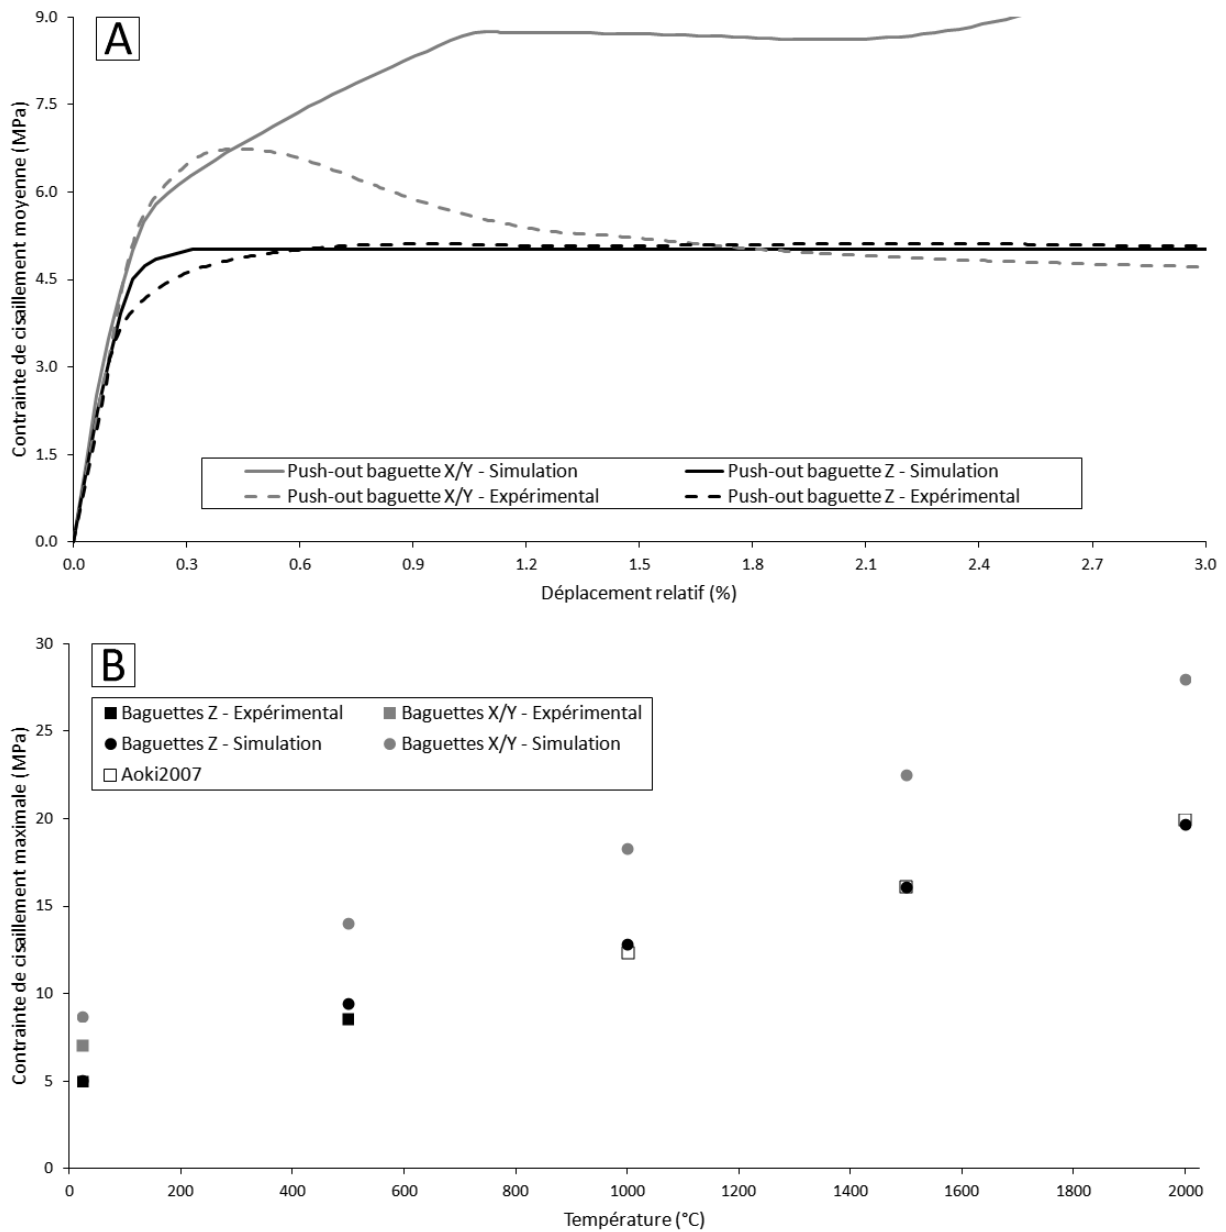 A
Contrainte de cisaillement moyenne (MPa)
9.0
7.5
6.0
4.5
3.0
1.5
0.0
Push-out baguette X/Y - Simulation
Push-out baguette Z - Simulation
Push-out baguette X/Y - Expérimental
Push-out baguette Z - Expérimental
0.0 0.3 0.6 0.9 1.2 1.5 1.8 2.1 2.4 2.7 3.0
Déplacement relatif (%)
B
Contrainte de cisaillement maximale (MPa)
30
25
20
15
10
5
0
Baguettes Z - Expérimental
Baguettes X/Y - Expérimental
Baguettes Z - Simulation
Baguettes X/Y - Simulation
Aoki2007
0 200 400 600 800 1000 1200 1400 1600 1800 2000
Température (°C)